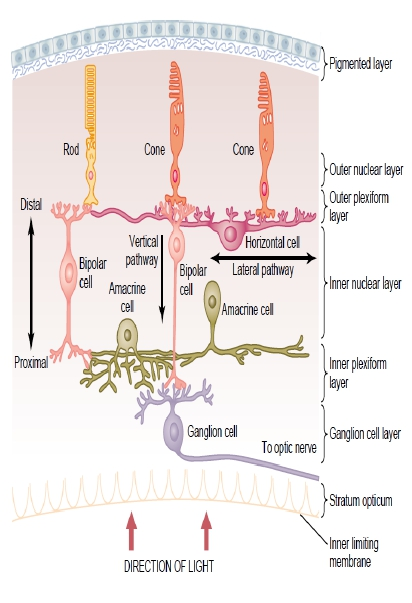 Pigmented layer
Rod
Cone
Cone
Outer nuclear layer
Outer plexiform
layer
Distal
Vertical
pathway
Horizontal cell
Bipolar
cell
Bipolar
cell
Lateral pathway
Inner nuclear layer
Amacrine
cell
Amacrine cell
Proximal
Inner plexiform
layer
Ganglion cell
Ganglion cell layer
To optic nerve
Stratum opticum
Inner limiting
membrane
DIRECTION OF LIGHT